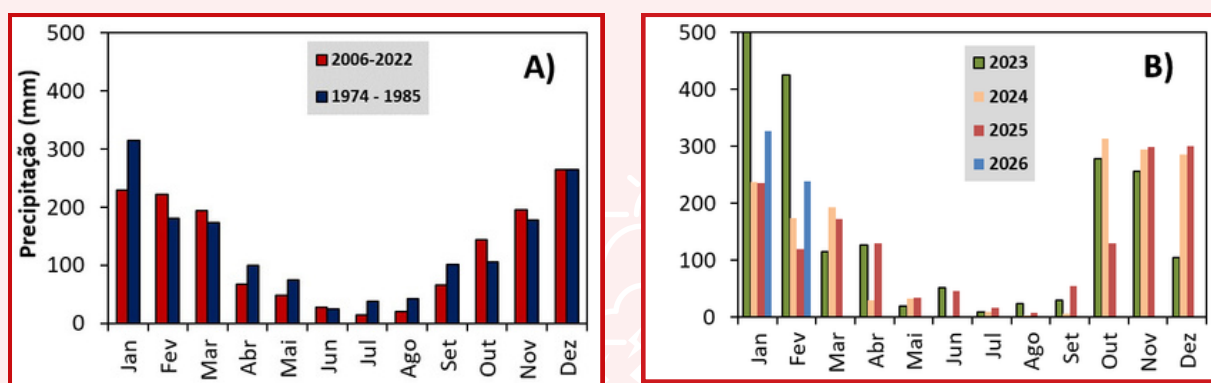 500
400
300
200
100
0
Precipitação (mm)
2006-2022
1974 - 1985
A)
Jan Fev Mar Abr Mai Jun Jul Ago Set Out Nov Dez
500
400
300
200
100
0
2023
2024
2025
2026
B)
Jan Fev Mar Abr Mai Jun Jul Ago Set Out Nov Dez